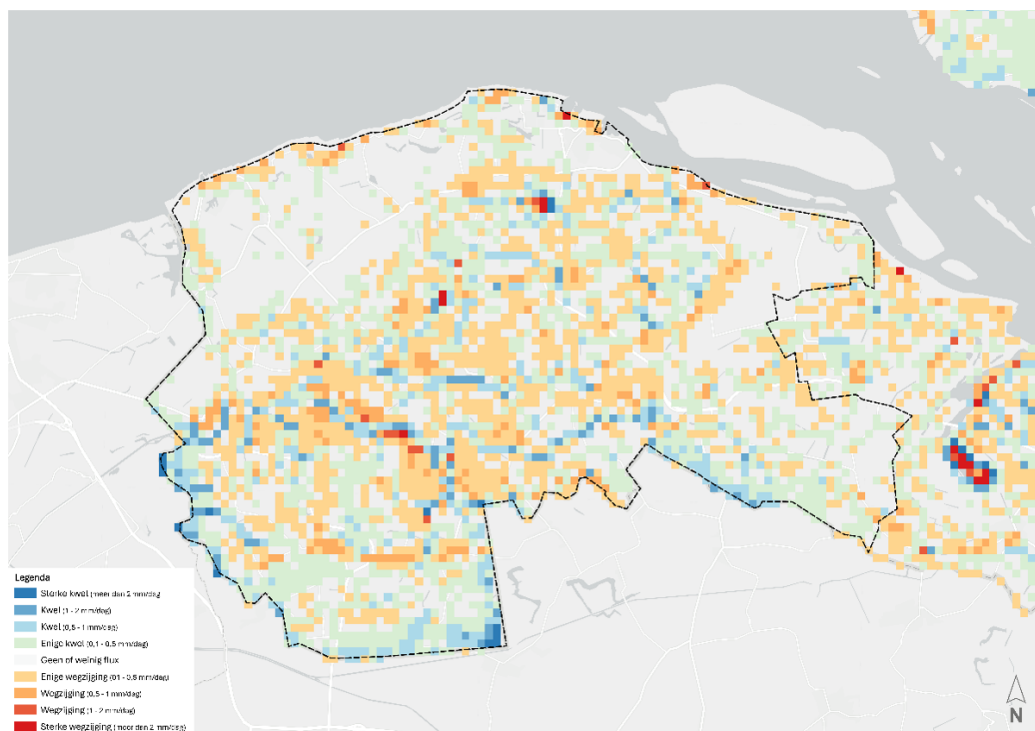 Legenda
Sterke kwel (meer dan 2 mm/dag
Kwel (1 - 2 mm/dag)
Kwel (0,5 - 1 mm/dag)
Enige kwel (0,1 - 0,5 mm/dag)
Geen of weinig flux
Enige wegzijging (01 - 0,5 mm/dag)
Wegzijging (0,5 - 1 mm/dag)
Wegzijging (1 - 2 mm/dag)
Sterke wegzijging (meer dan 2 mm/dag)
N